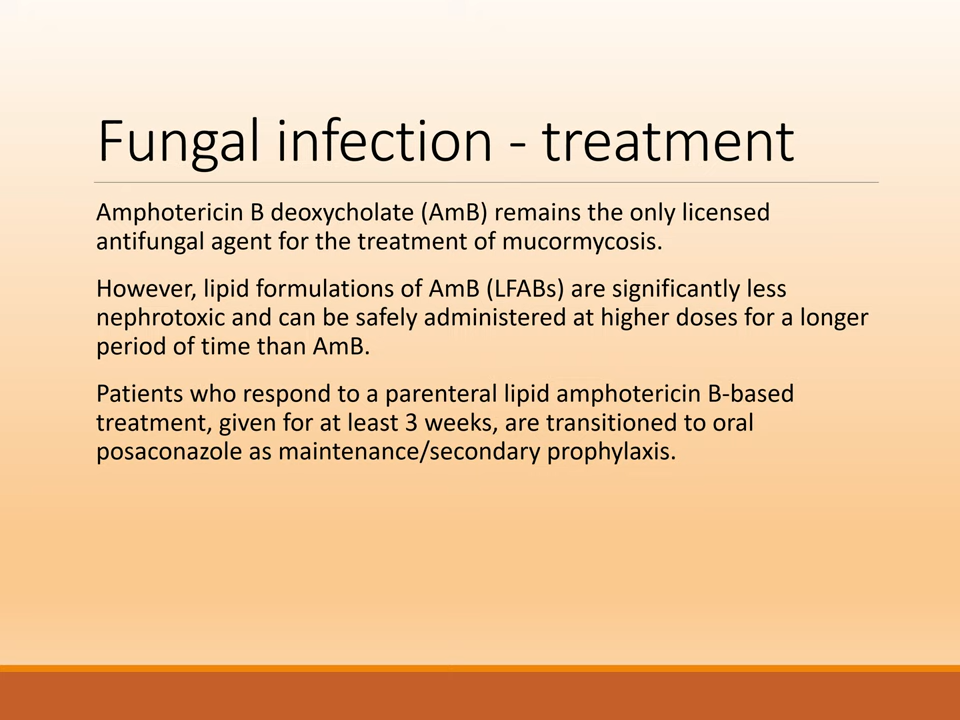 Fungal infection - treatment
Amphotericin B deoxycholate (AmB) remains the only licensed
antifungal agent for the treatment of mucormycosis.
However, lipid formulations of AmB (LFABs) are significantly less
nephrotoxic and can be safely administered at higher doses for a longer
period of time than AmB.
Patients who respond to a parenteral lipid amphotericin B-based
treatment, given for at least 3 weeks, are transitioned to oral
posaconazole as maintenance/secondary prophylaxis.